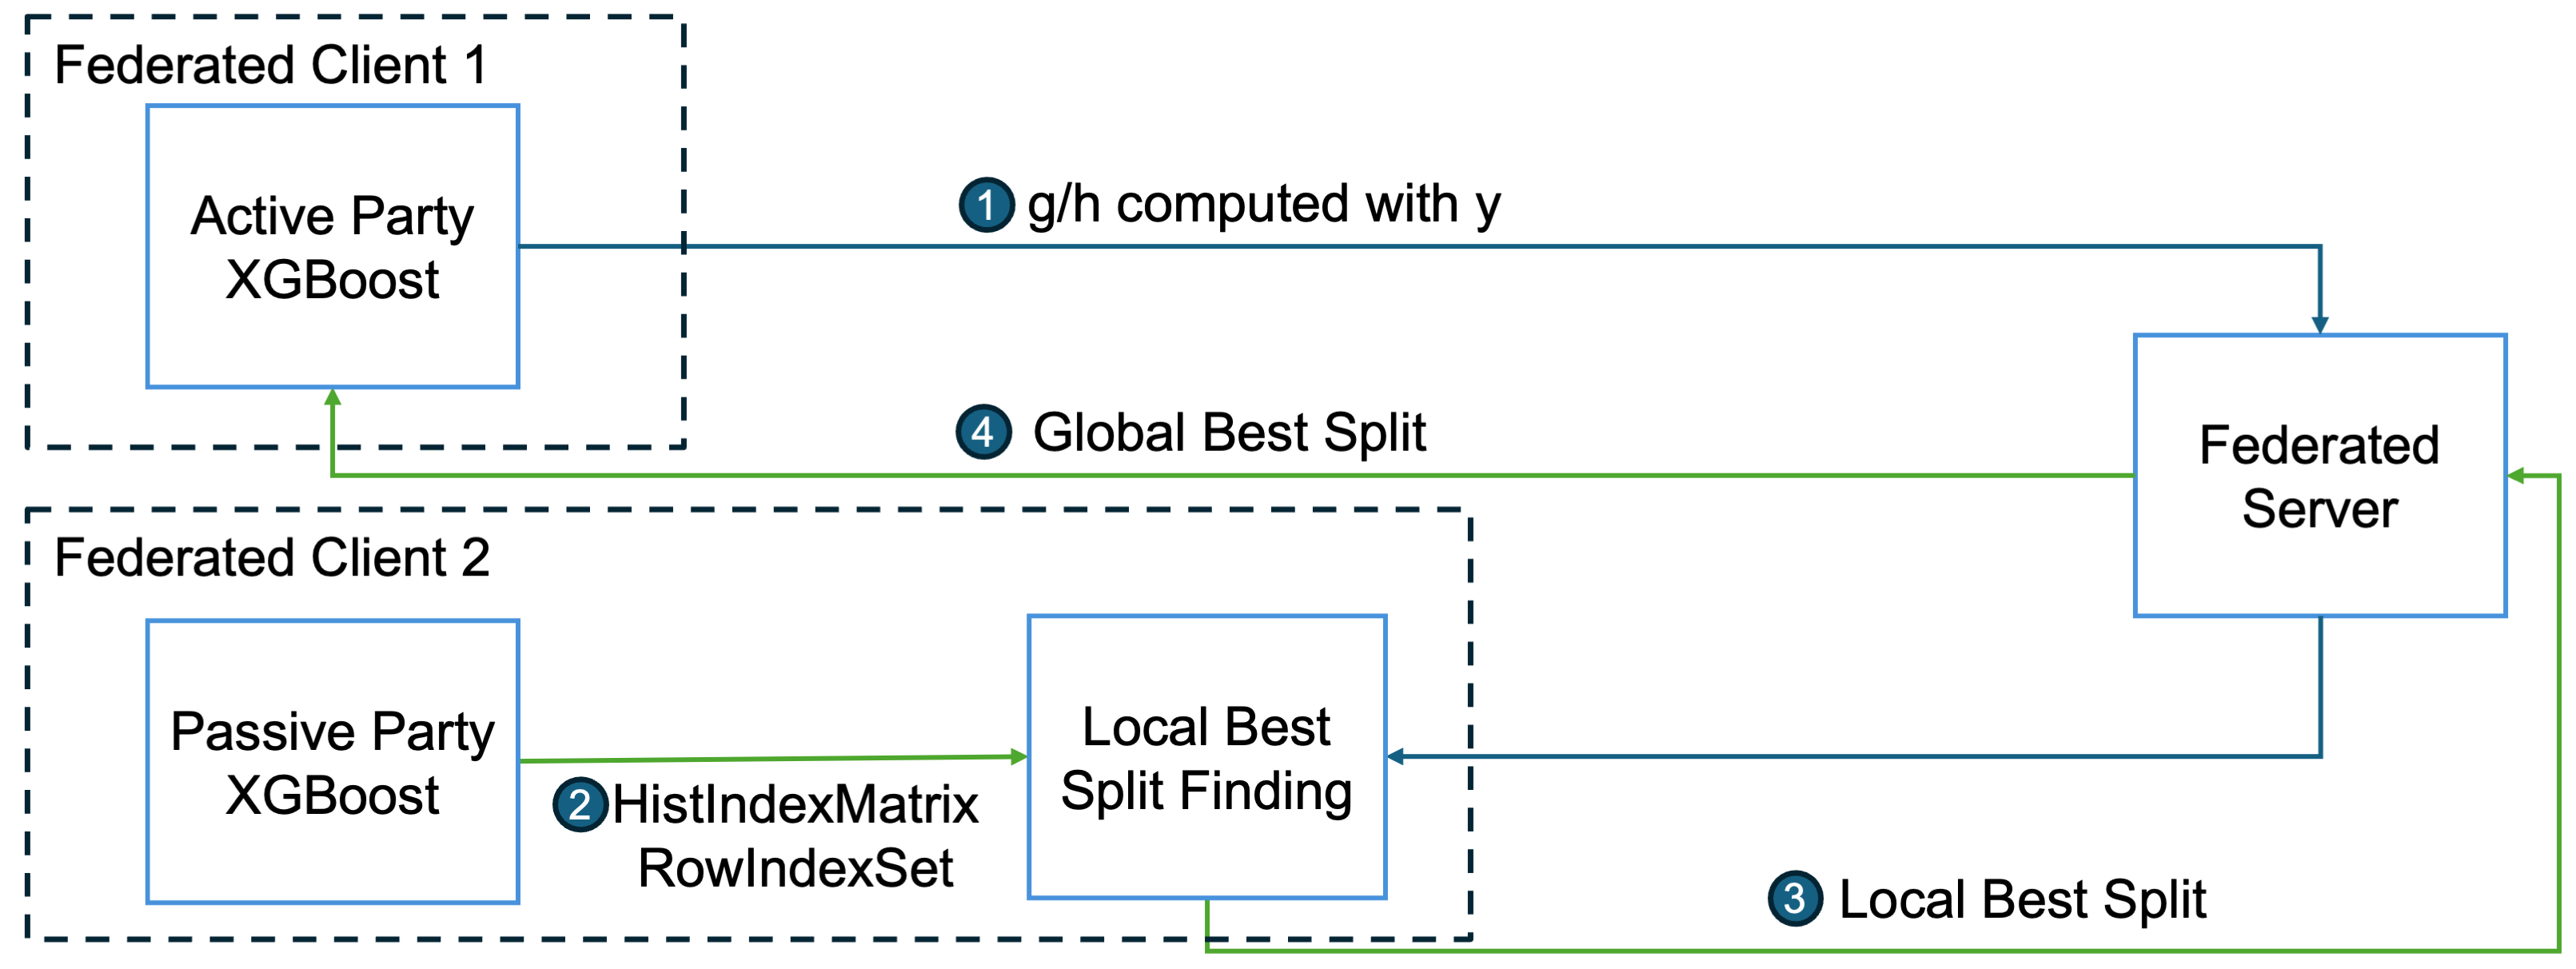 Federated Client 1
Active Party
XGBoost
1 g/h computed with y
4 Global Best Split
Federated
Server
Federated Client 2
Passive Party
XGBoost
2 HistIndexMatrix
RowIndexSet
Local Best
Split Finding
3 Local Best Split